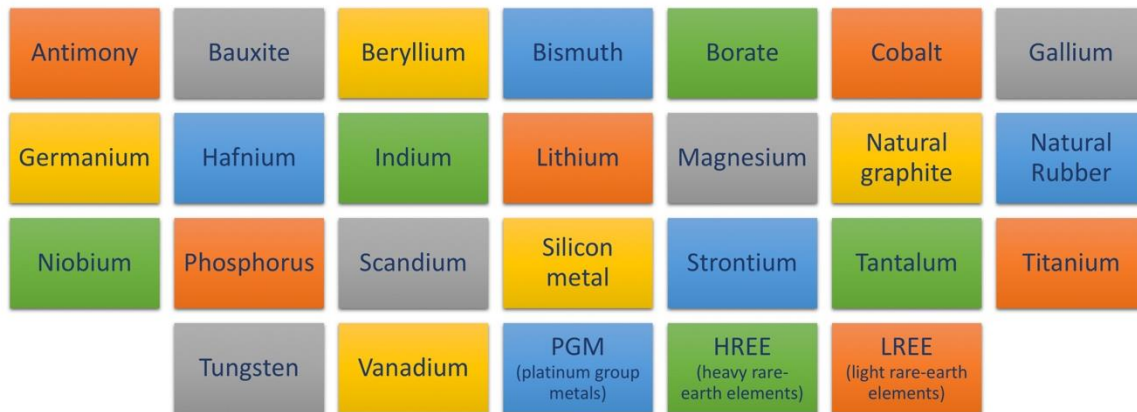 Antimony
Bauxite
Beryllium
Bismuth
Borate
Cobalt
Gallium
Germanium
Hafnium
Indium
Lithium
Magnesium
Natural
graphite
Natural
Rubber
Niobium
Phosphorus
Scandium
Silicon
metal
Strontium
Tantalum
Titanium
Tungsten
Vanadium
PGM
(platinum group
metals)
HREE
(heavy rare-
earth elements)
LREE
(light rare-earth
elements)